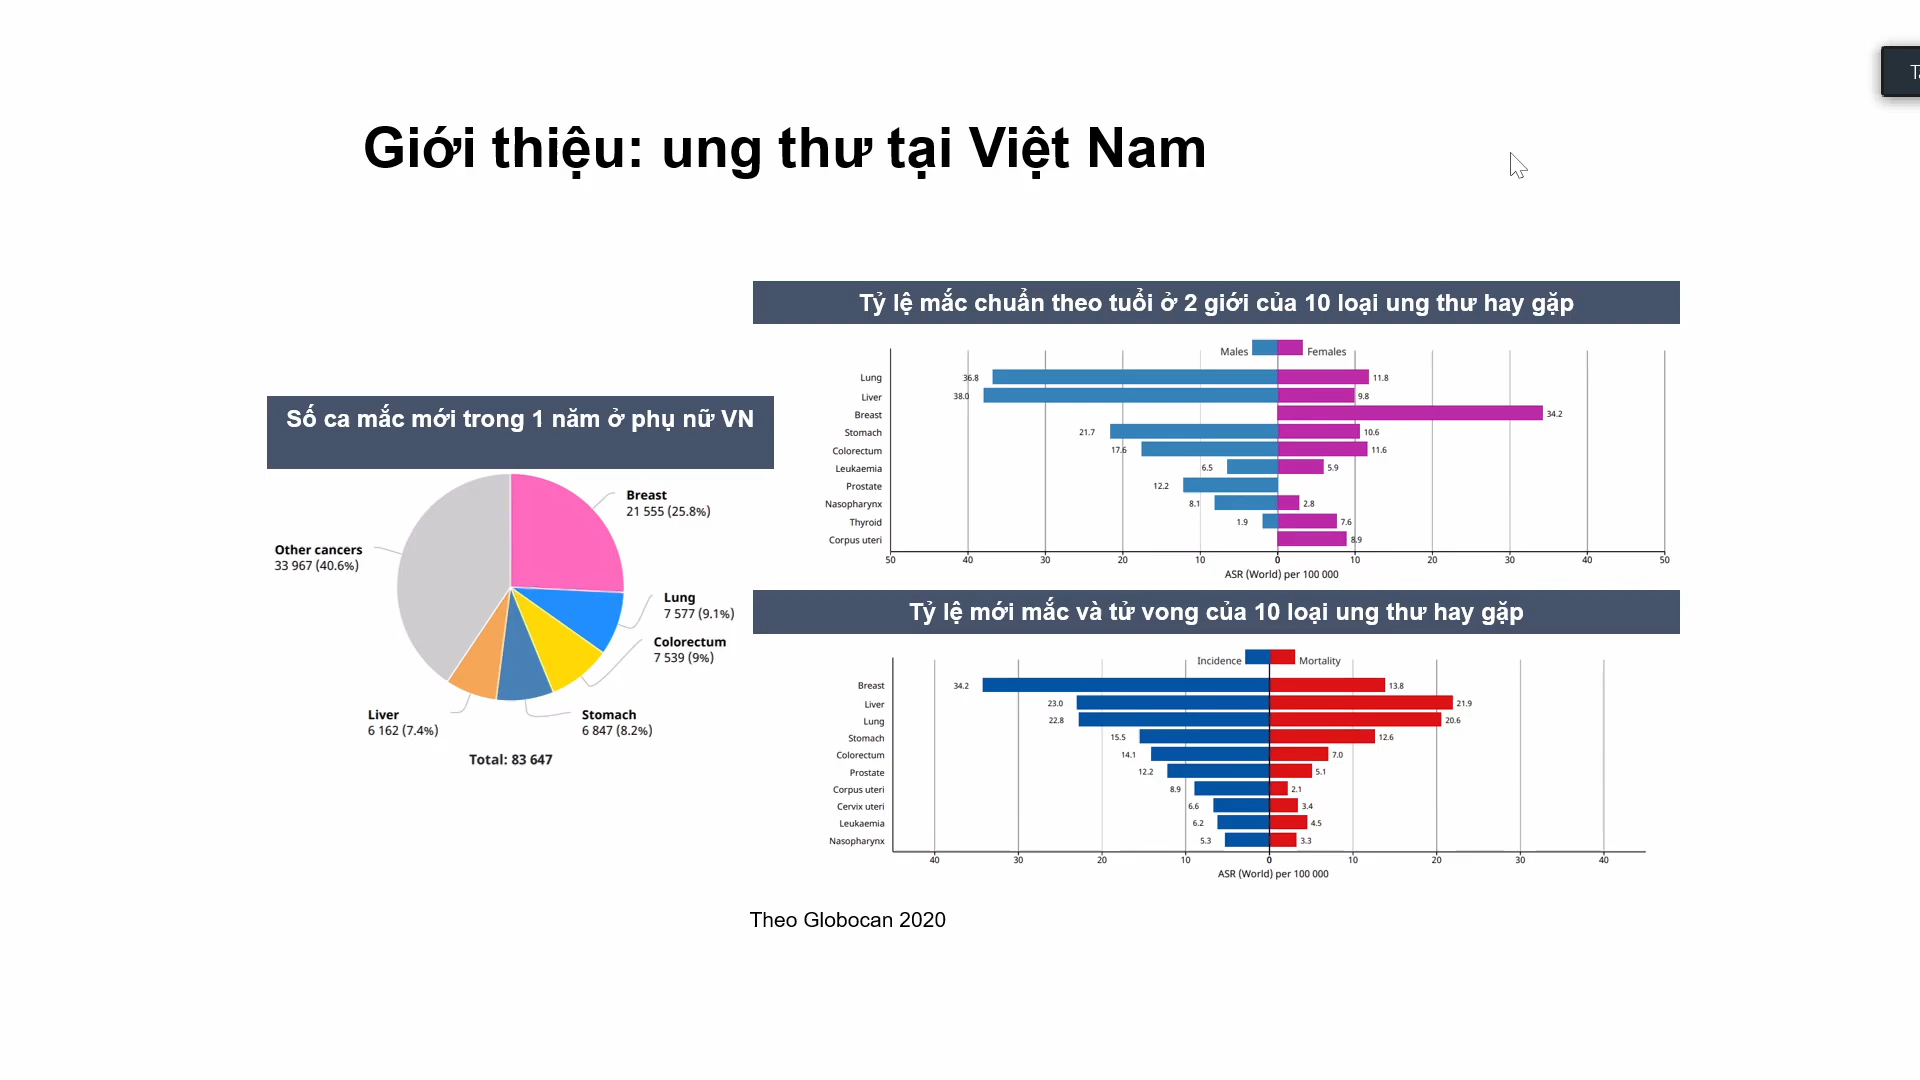 Giới thiệu: ung thư tại Việt Nam
Số ca mắc mới trong 1 năm ở phụ nữ VN
Breast
21 555 (25.8%)
Other cancers
33 967 (40.6%)
Lung
7 577 (9.1%)
Colorectum
7 539 (9%)
Liver
6 162 (7.4%)
Stomach
6 847 (8.2%)
Total: 83 647
Tỷ lệ mắc chuẩn theo tuổi ở 2 giới của 10 loại ung thư hay gặp
Males Females
Lung 36.8 11.8
Liver 38.0 9.8
Breast 34.2
Stomach 21.7 10.6
Colorectum 17.6 11.6
Leukaemia 6.5 5.9
Prostate 12.2
Nasopharynx 8.1 2.8
Thyroid 1.9 7.6
Corpus uteri 8.9
50 40 30 20 10 0 10 20 30 40 50
ASR (World) per 100 000
Tỷ lệ mới mắc và tử vong của 10 loại ung thư hay gặp
Incidence Mortality
Breast 34.2 13.8
Liver 23.0 21.9
Lung 22.8 20.6
Stomach 15.5 12.6
Colorectum 14.1 7.0
Prostate 12.2 5.1
Corpus uteri 8.9 2.1
Cervix uteri 6.6 3.4
Leukaemia 6.2 4.5
Nasopharynx 5.3 3.3
40 30 20 10 0 10 20 30 40
ASR (World) per 100 000
Theo Globocan 2020